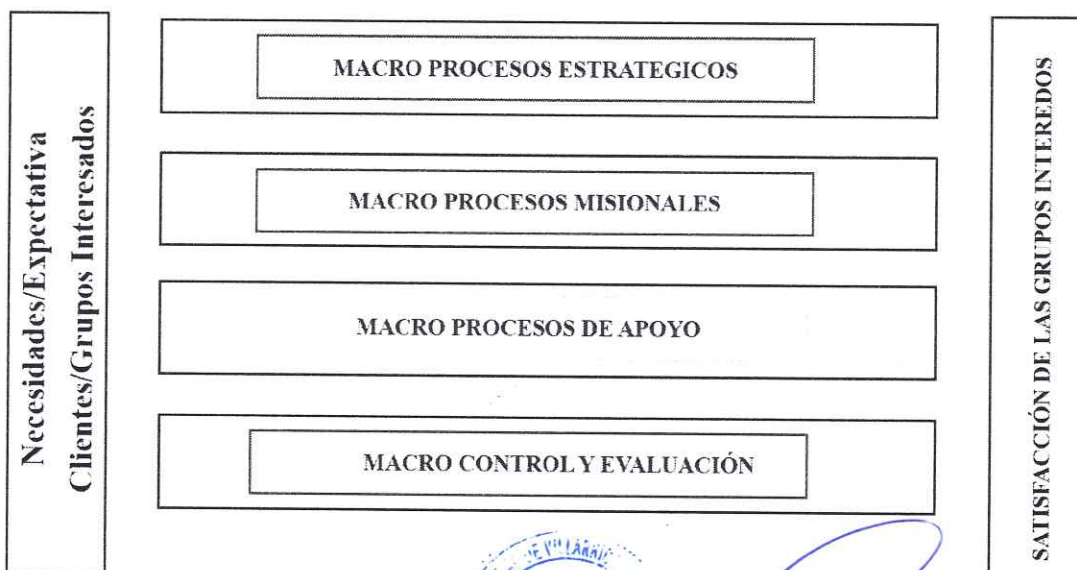 Necesidades/Expectativa
Clientes/Grupos Interesados
MACRO PROCESOS ESTRATEGICOS
MACRO PROCESOS MISIONALES
MACRO PROCESOS DE APOYO
MACRO CONTROL Y EVALUACIÓN
SATISFACCIÓN DE LAS GRUPOS INTEREDOS